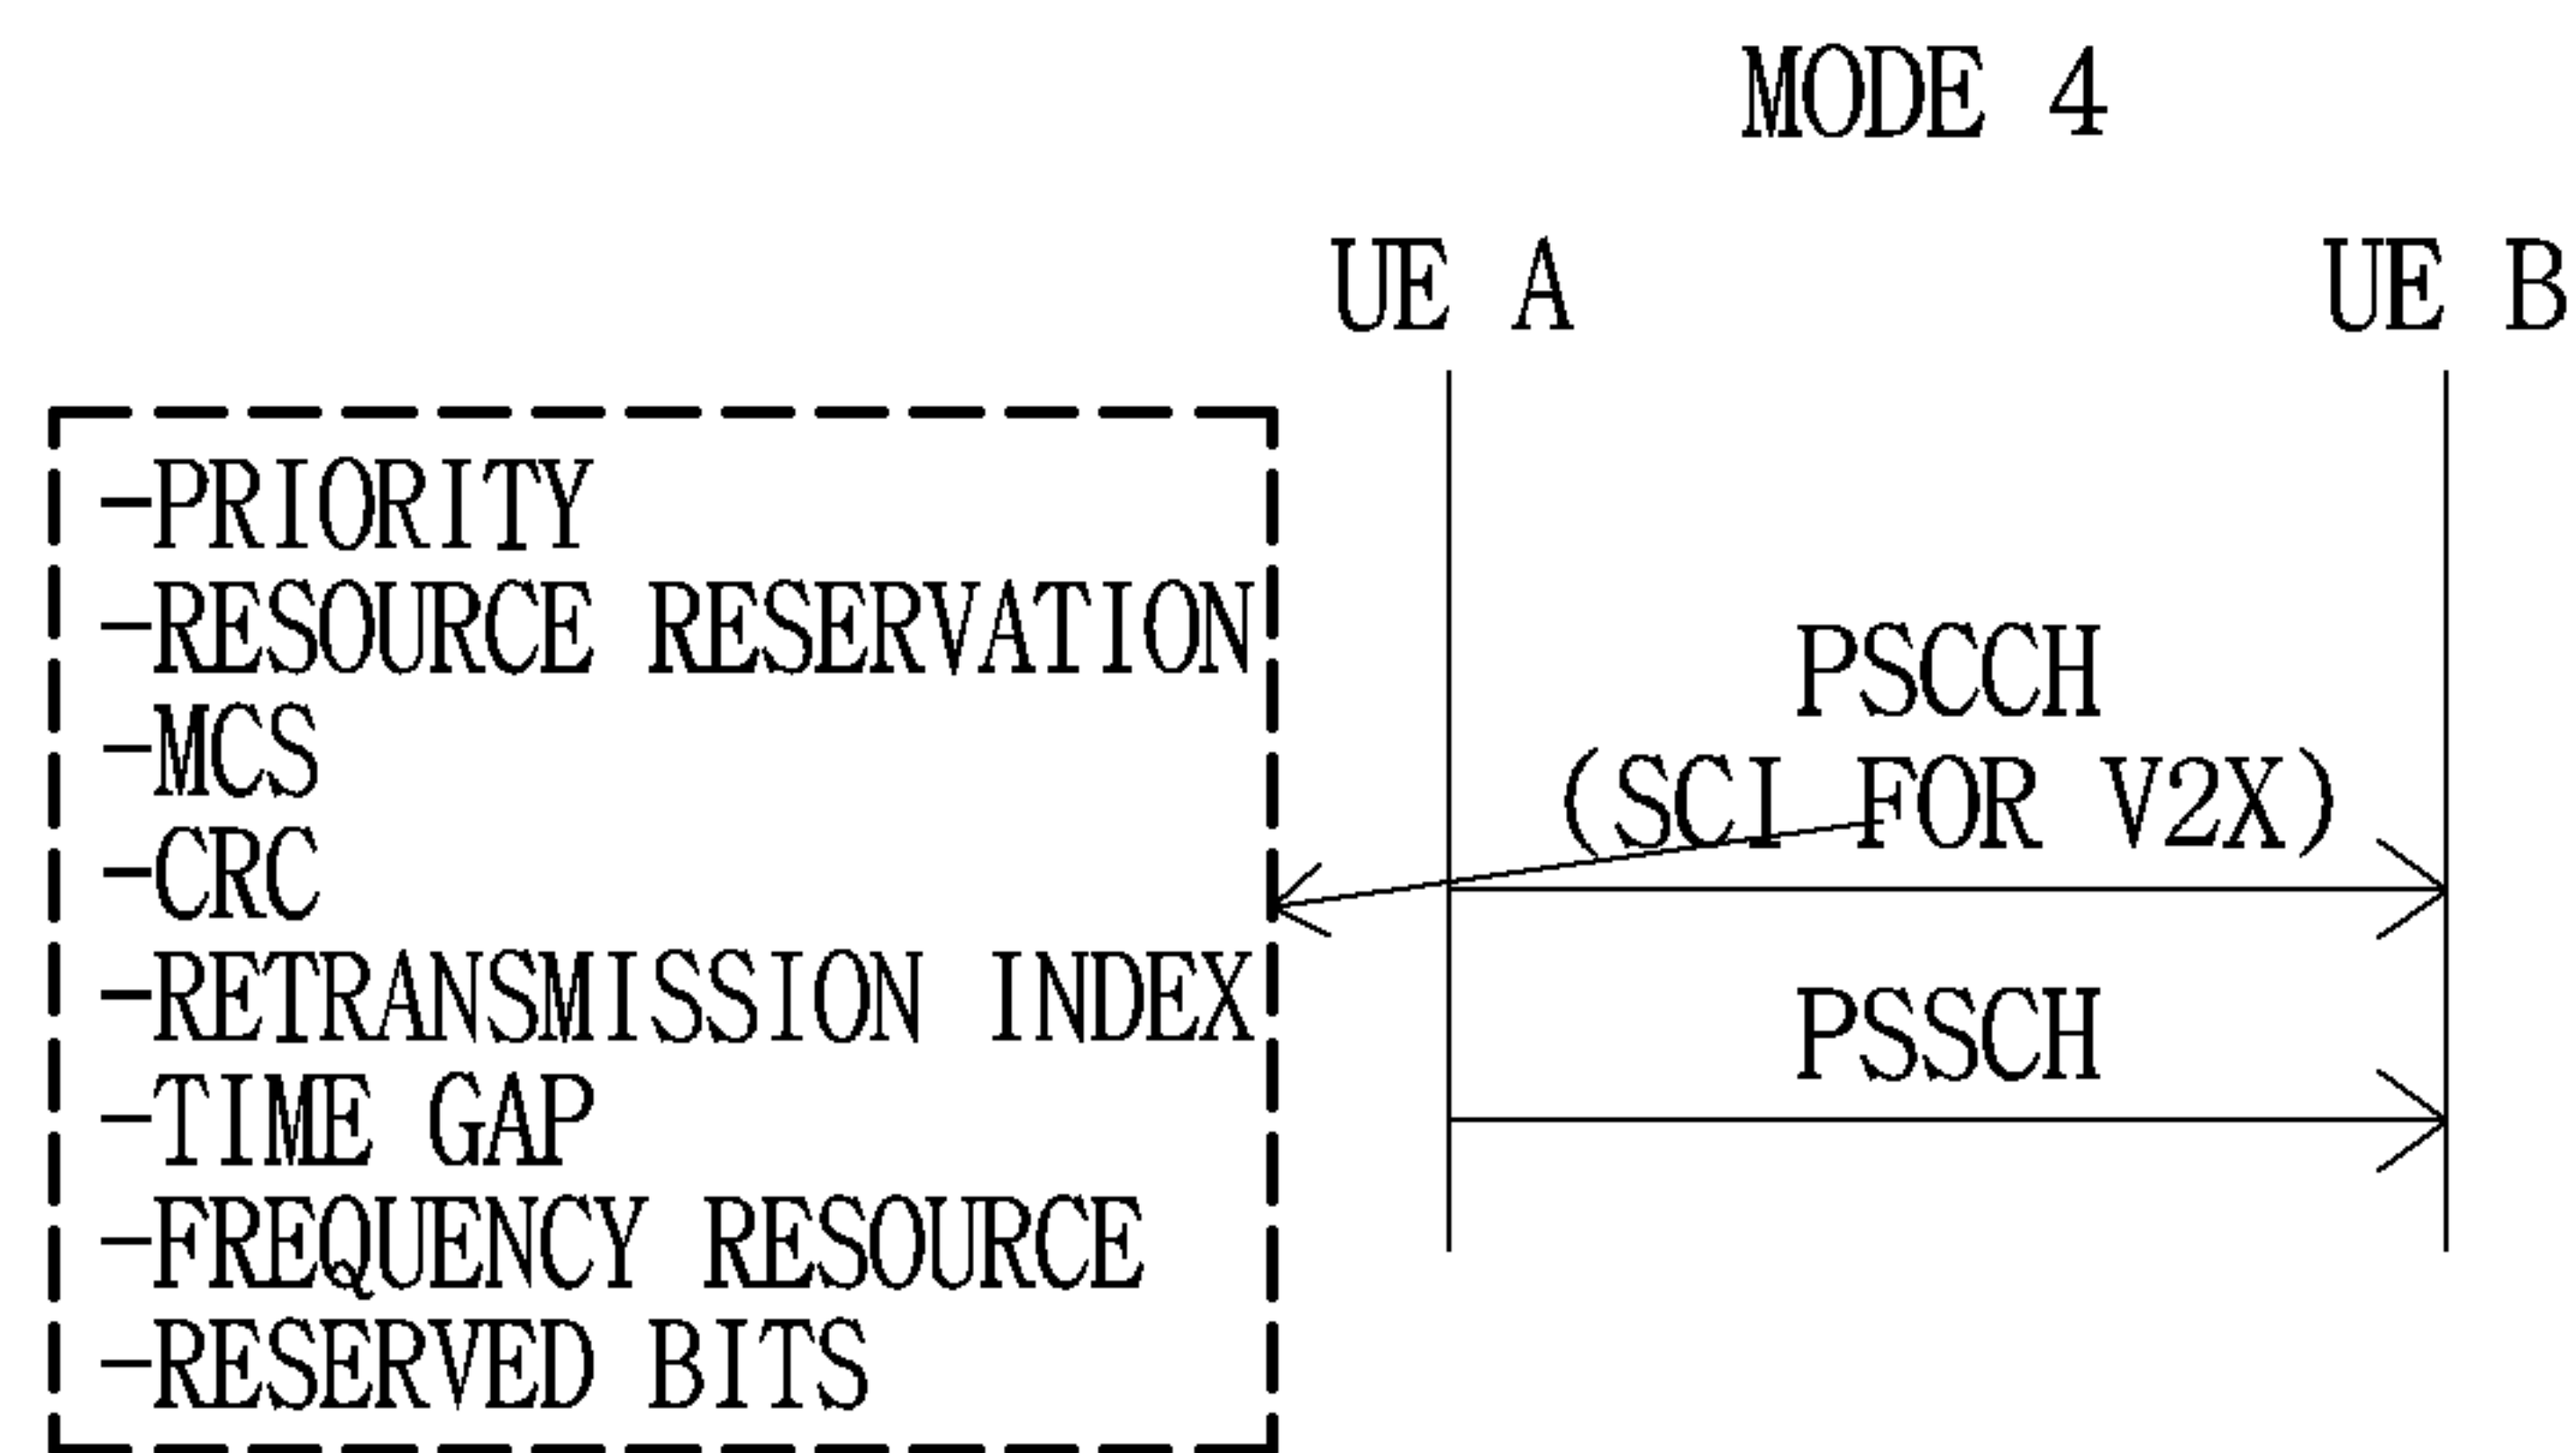 MODE 4
UE A
UE B
-PRIORITY
-RESOURCE RESERVATION
-MCS
-CRC
-RETRANSMISSION INDEX
-TIME GAP
-FREQUENCY RESOURCE
-RESERVED BITS
PSCCH
(SCI FOR V2X)
PSSCH